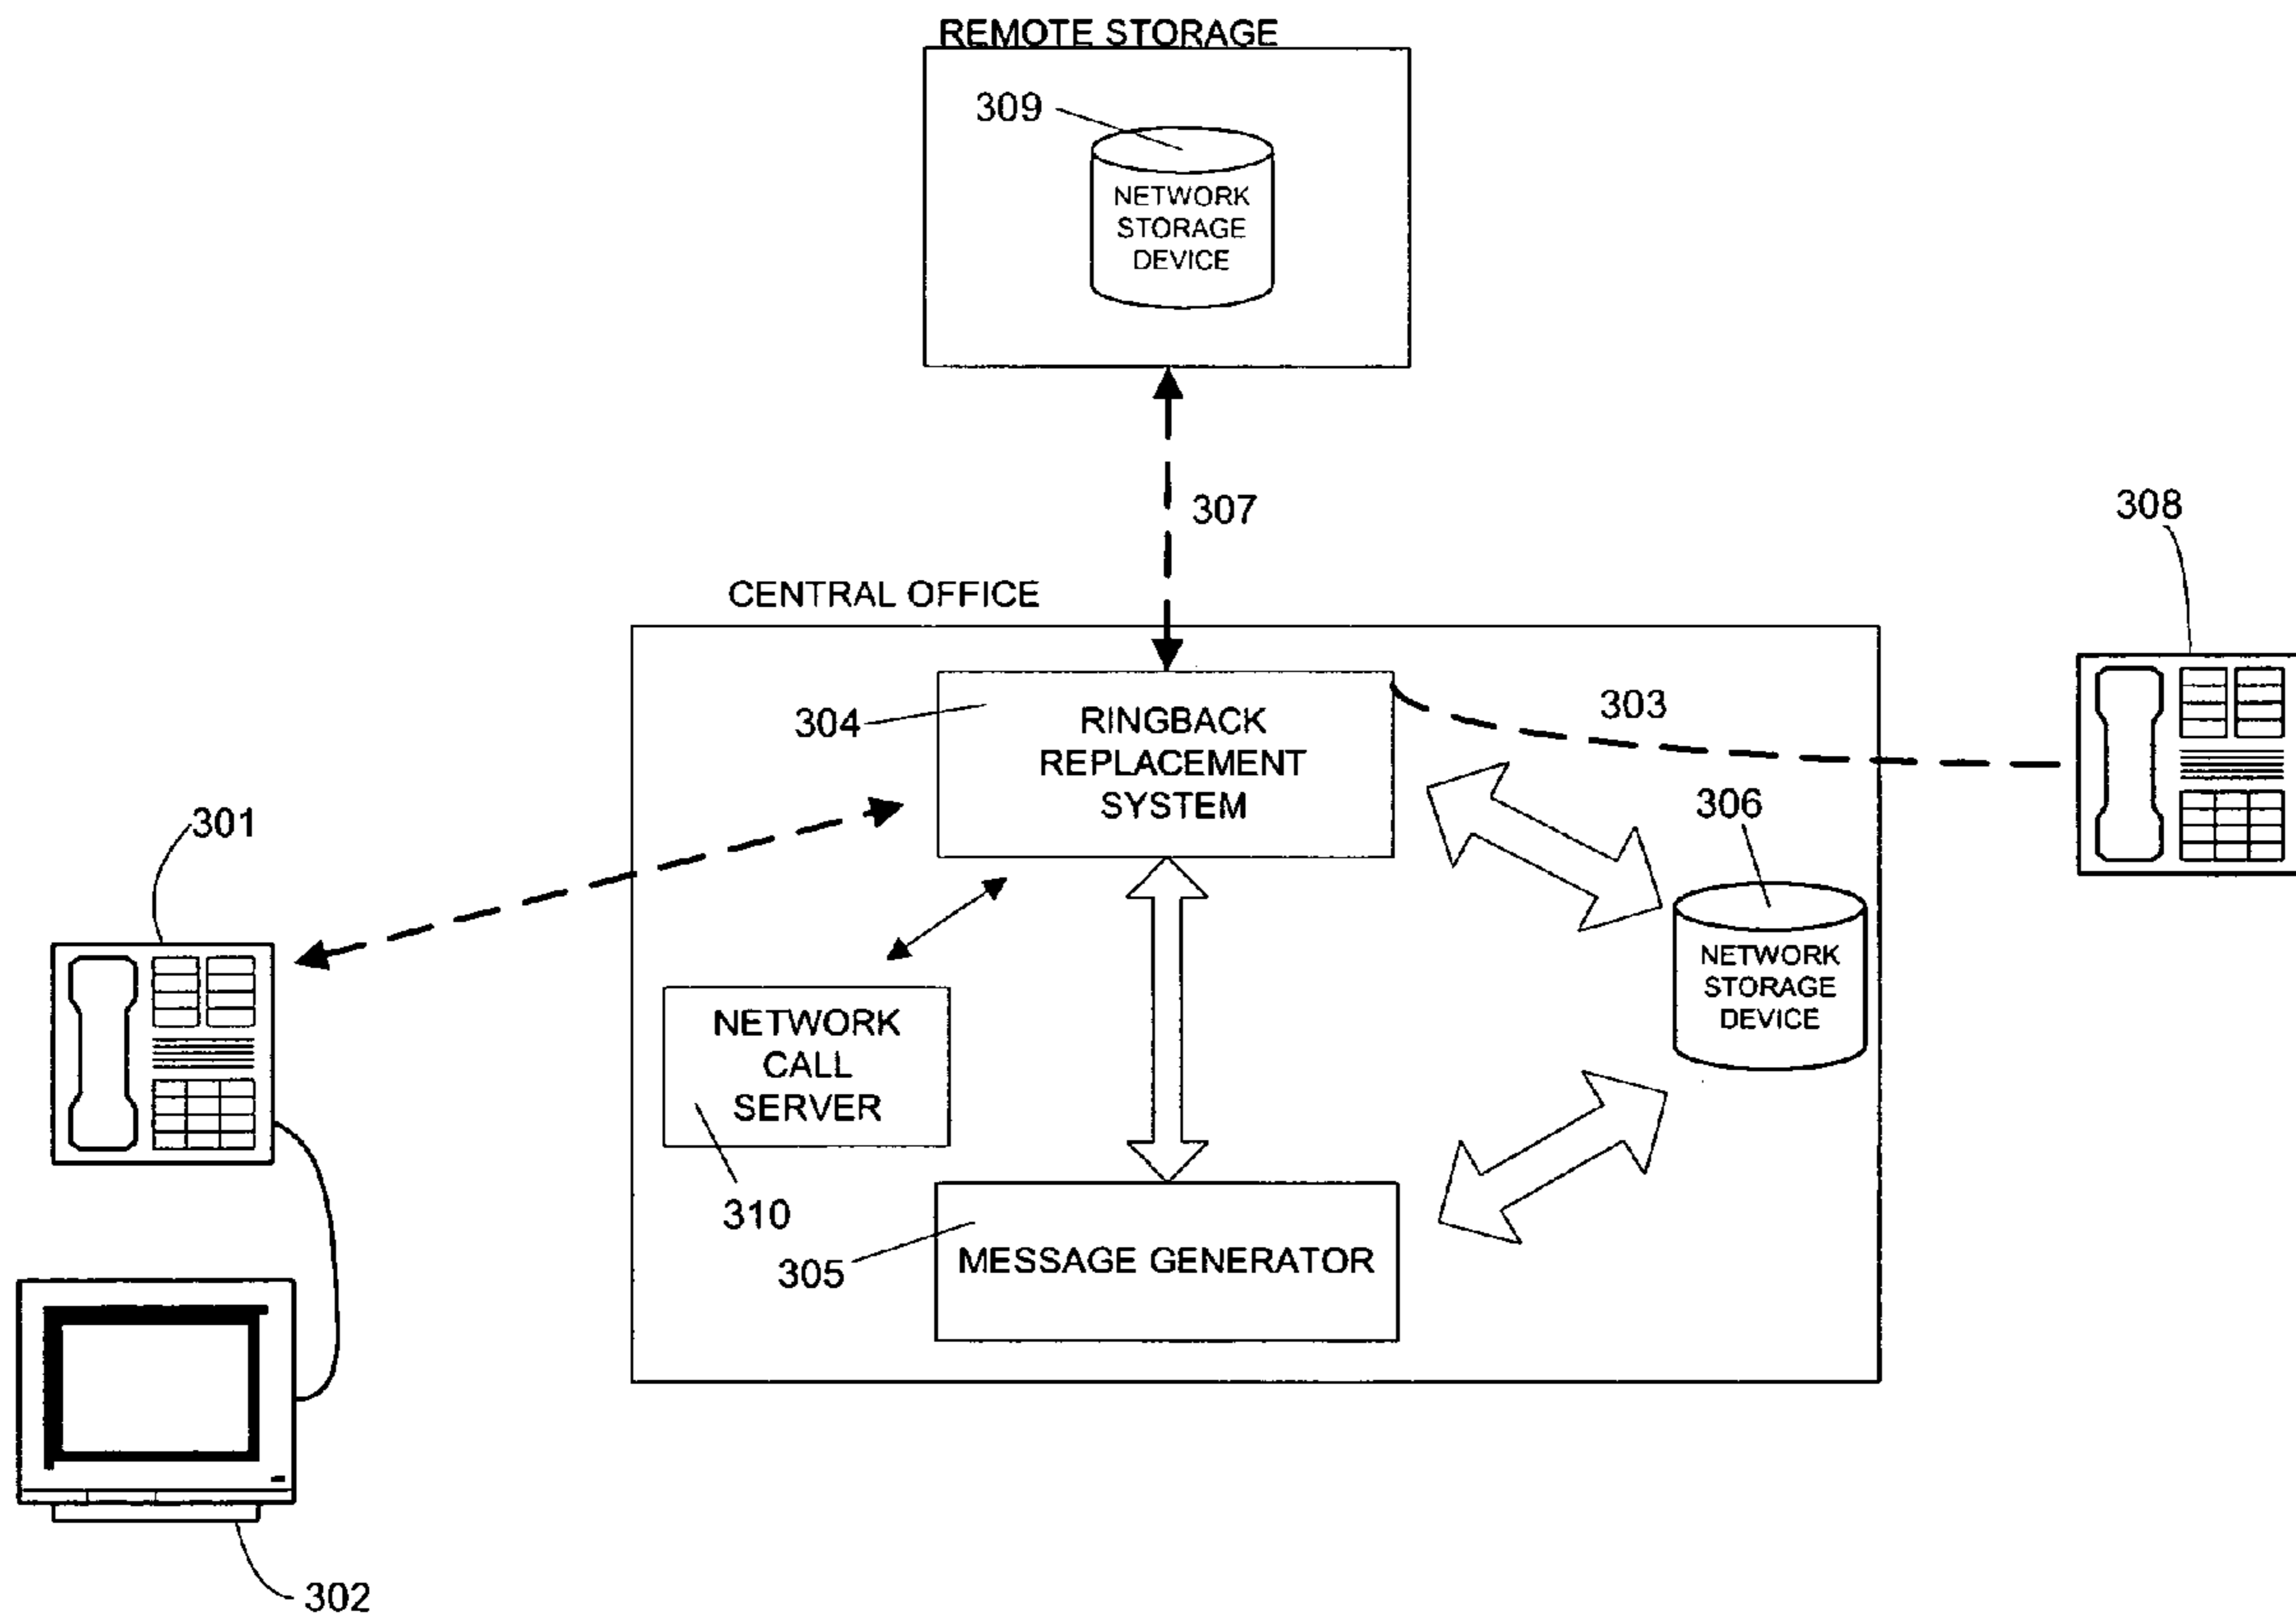 REMOTE STORAGE
309
NETWORK
STORAGE
DEVICE
307
308
CENTRAL OFFICE
304
RINGBACK
REPLACEMENT
SYSTEM
303
306
301
NETWORK
STORAGE
DEVICE
NETWORK
CALL
SERVER
310
305
MESSAGE GENERATOR
302